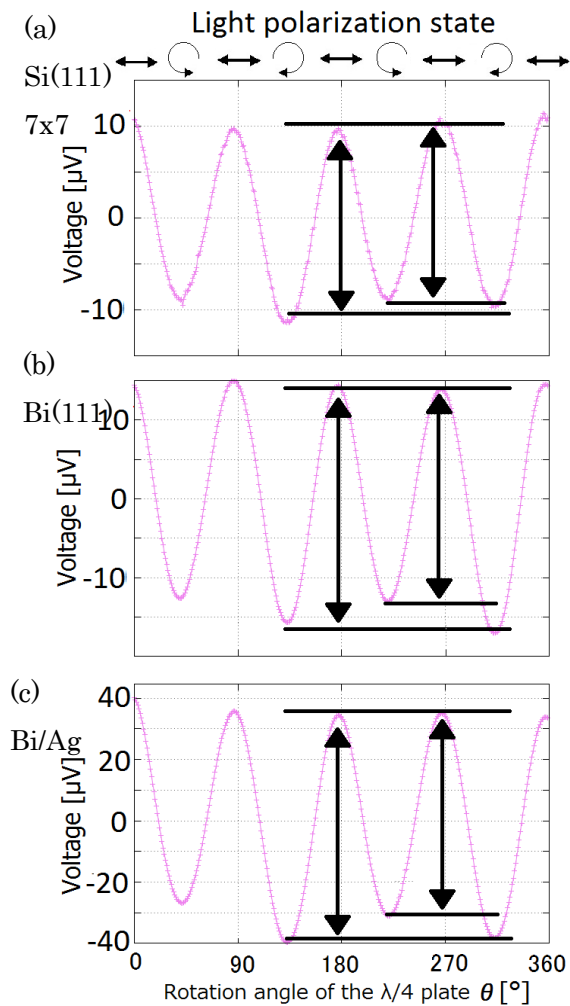 Light polarization state
(a)
Si(111)
7x7
10
0
-10
Voltage [µV]
(b)
Bi(111)
10
0
-10
Voltage [µV]
(c)
Bi/Ag
40
20
0
-20
-40
Voltage [µV]
0 90 180 270 360
Rotation angle of the λ/4 plate θ [°]